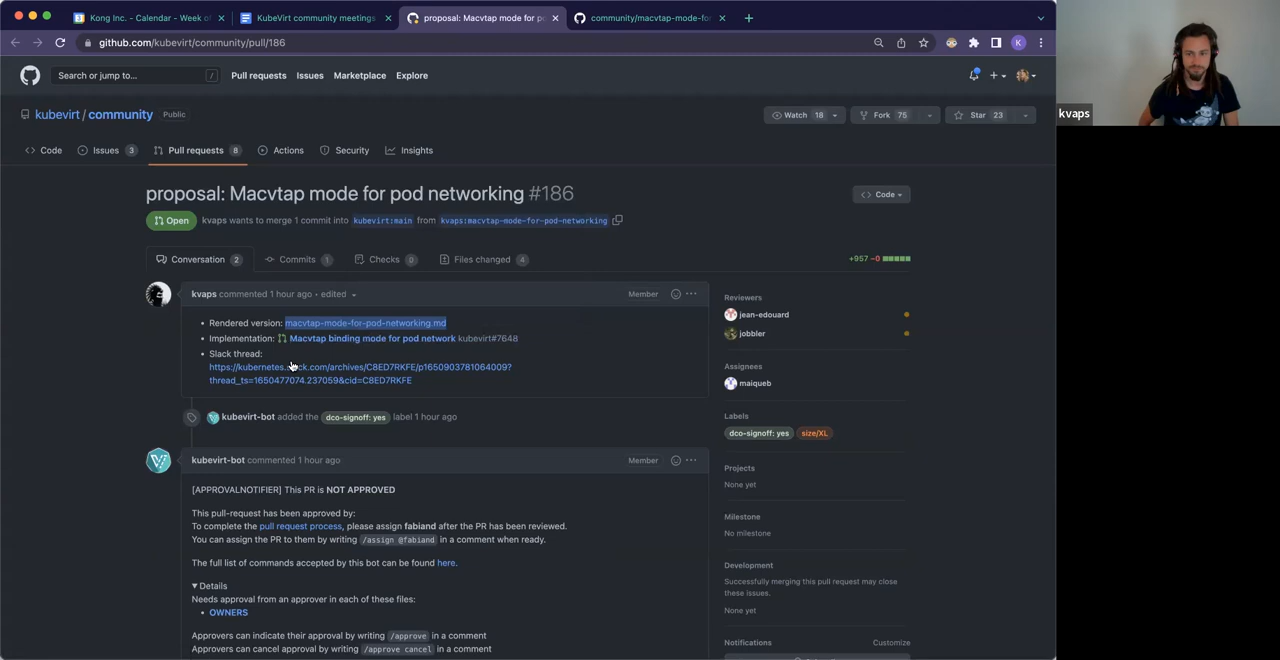 Kong Inc. - Calendar - Week of
KubeVirt community meetings
proposal: Macvtap mode for p
community/macvtap-mode-for
github.com/kubevirt/community/pull/186
K
Search or jump to...
/
Pull requests
Issues
Marketplace
Explore
kubevirt / community
Public
Watch 18
Fork 75
Star 23
Code
Issues 3
Pull requests 8
Actions
Security
Insights
proposal: Macvtap mode for pod networking #186
Code
Open
kvaps wants to merge 1 commit into kubevirt:main from kvaps:macvtap-mode-for-pod-networking
Conversation 2
Commits 1
Checks 0
Files changed 4
+957 −0
kvaps commented 1 hour ago • edited
Member
• Rendered version: macvtap-mode-for-pod-networking.md
• Implementation: Macvtap binding mode for pod network kubevirt#7648
• Slack thread:
https://kubernetes.slack.com/archives/C8ED7RKFE/p1650903781064009?
thread_ts=1650477074.237059&cid=C8ED7RKFE
kubevirt-bot added the dco-signoff: yes label 1 hour ago
kubevirt-bot commented 1 hour ago
Member
[APPROVALNOTIFIER] This PR is NOT APPROVED
This pull-request has been approved by:
To complete the pull request process, please assign fabiand after the PR has been reviewed.
You can assign the PR to them by writing /assign @fabiand in a comment when ready.
The full list of commands accepted by this bot can be found here.
Details
Needs approval from an approver in each of these files:
• OWNERS
Approvers can indicate their approval by writing /approve in a comment
Approvers can cancel approval by writing /approve cancel in a comment
Reviewers
jean-edouard
jobbler
Assignees
maiqueb
Labels
dco-signoff: yes
size/XL
Projects
None yet
Milestone
No milestone
Development
Successfully merging this pull request may close
these issues.
None yet
Notifications
Customize
kvaps